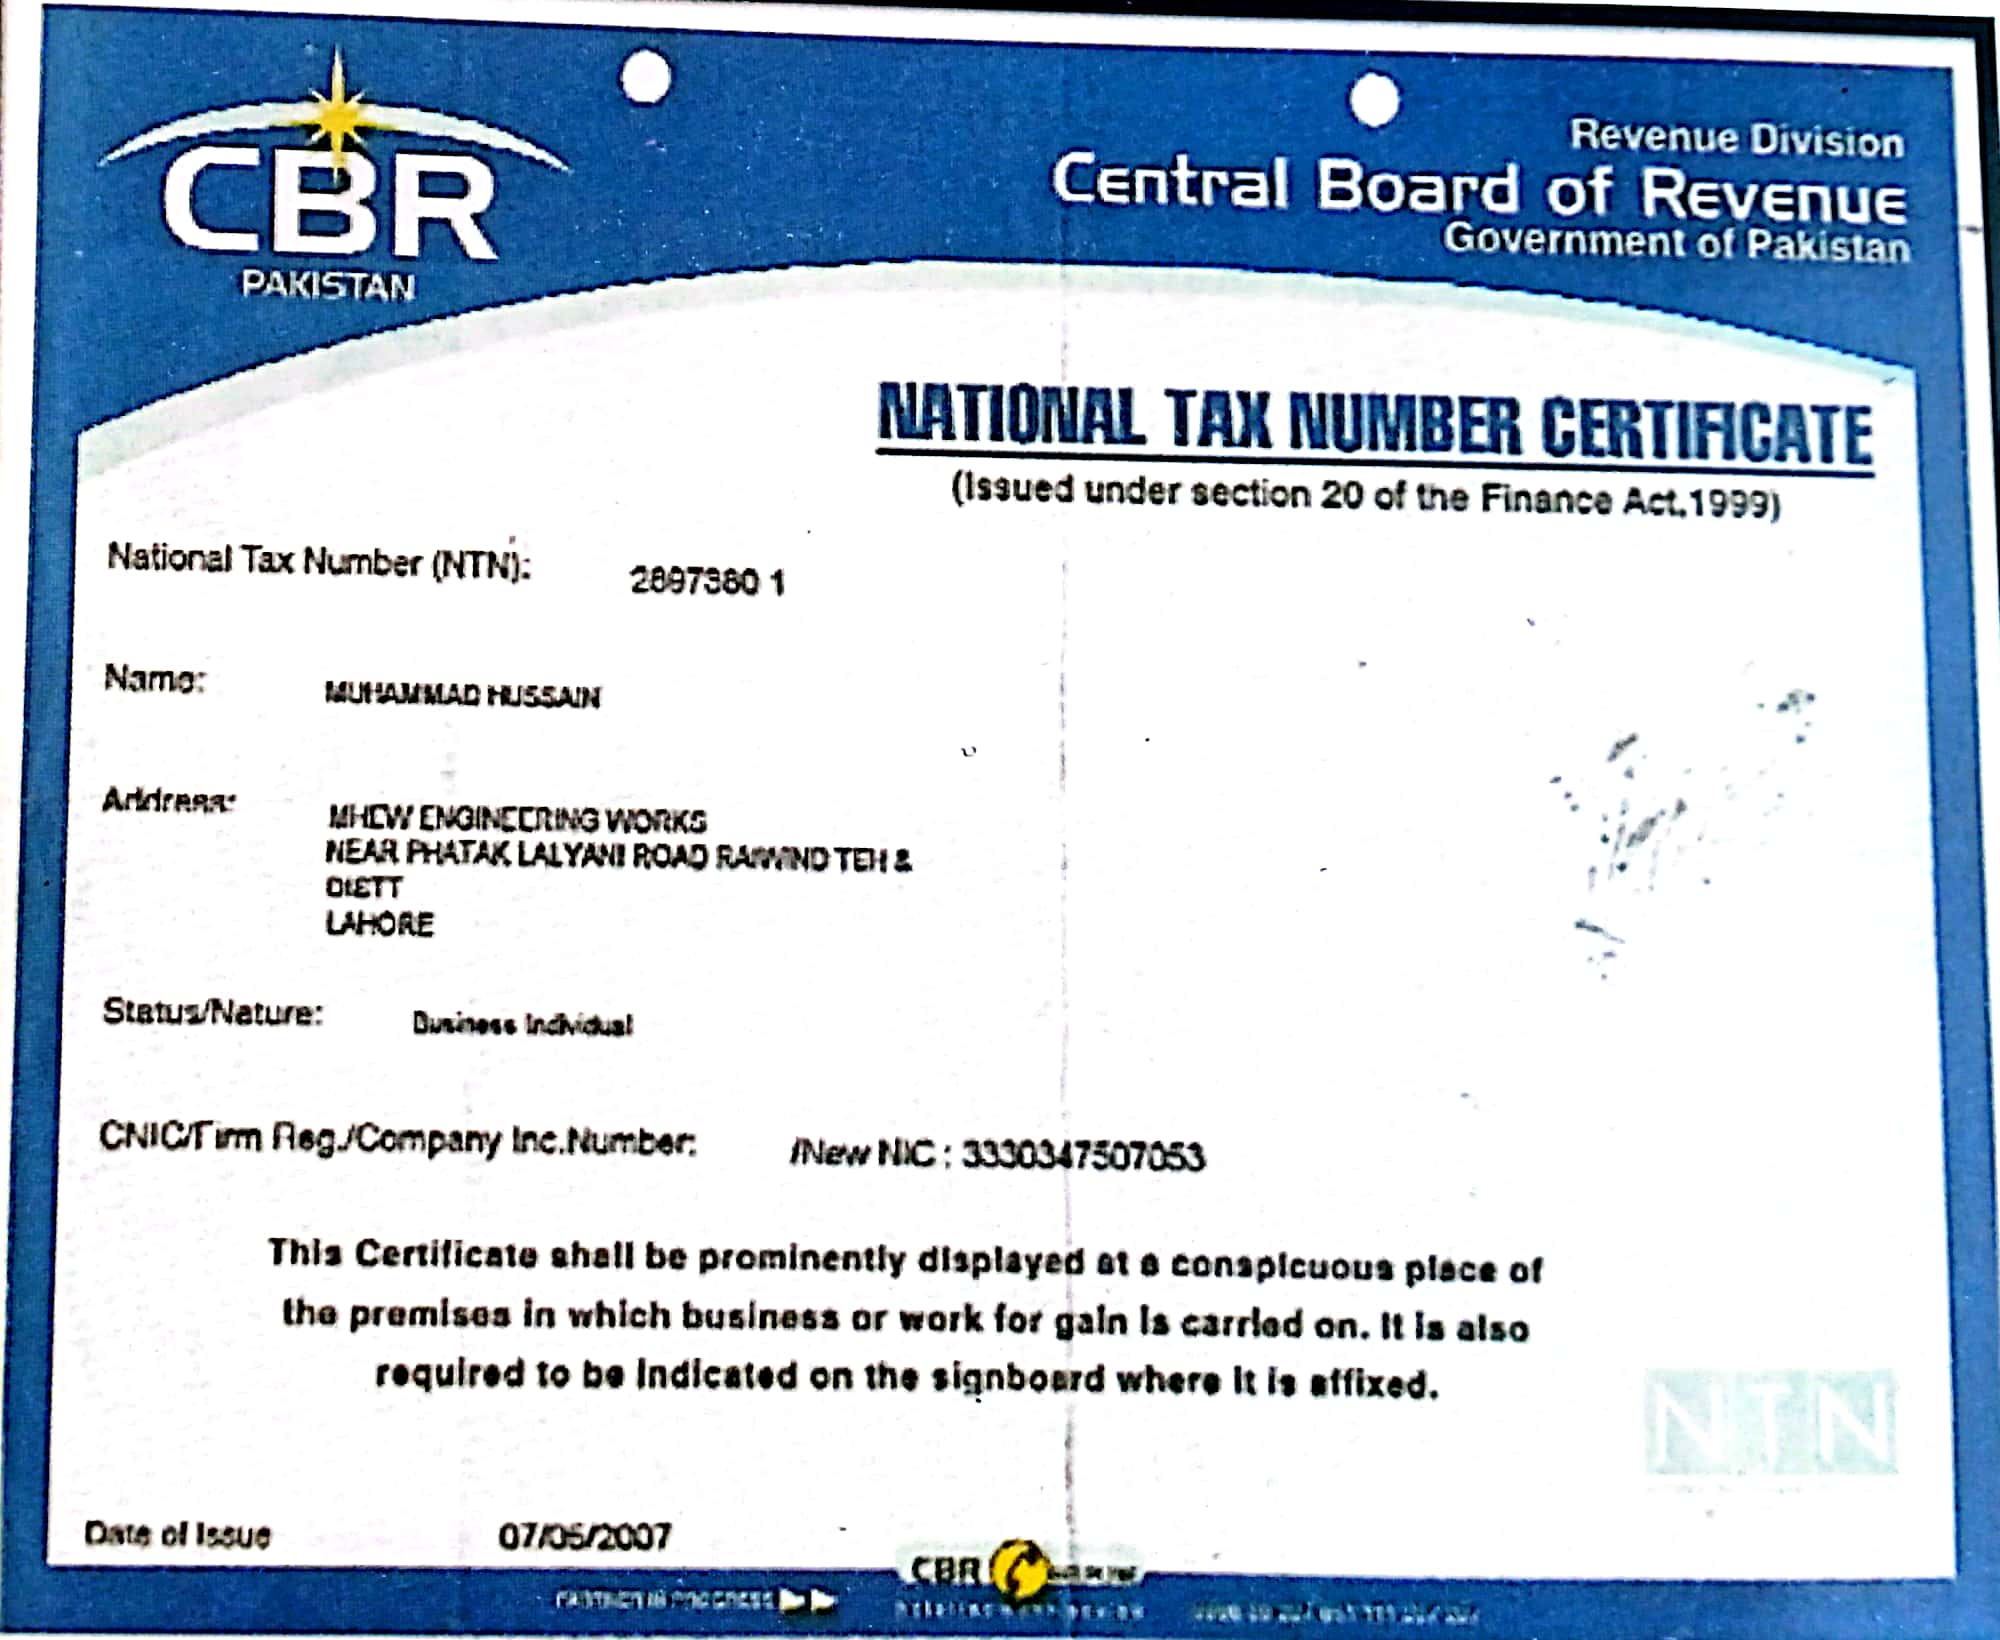 CBR
PAKISTAN
Revenue Division
Central Board of Revenue
Government of Pakistan
NATIONAL TAX NUMBER CERTIFICATE
(Issued under section 20 of the Finance Act,1999)
National Tax Number (NTN): 2897380 1
Name: MUHAMMAD HUSSAIN
Address: MHEW ENGINEERING WORKS
NEAR PHATAK LALYANI ROAD RAIWIND TEH &
DISTT
LAHORE
Status/Nature: Business Individual
CNIC/Firm Reg./Company Inc.Number: /New NIC : 3330347507053
This Certificate shall be prominently displayed at a conspicuous place of
the premises in which business or work for gain is carried on. It is also
required to be indicated on the signboard where it is affixed.
NTN
Date of Issue 07/05/2007
CBR